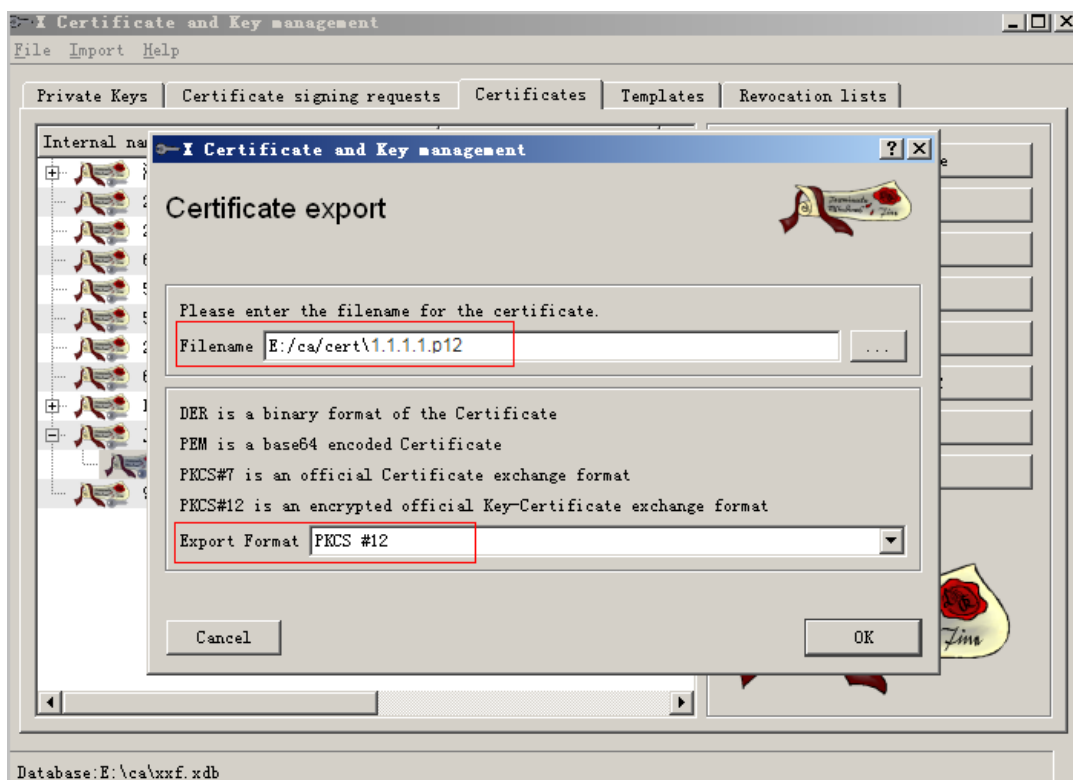 X Certificate and Key management
File Import Help
Private Keys Certificate signing requests Certificates Templates Revocation lists
Internal
X Certificate and Key management
Certificate export
Please enter the filename for the certificate.
Filename E:/ca/cert\1.1.1.1.p12 ...
DER is a binary format of the Certificate
PEM is a base64 encoded Certificate
PKCS#7 is an official Certificate exchange format
PKCS#12 is an encrypted official Key-Certificate exchange format
Export Format PKCS #12
Cancel OK
Fine
Database:E:\ca\xxf.xdb